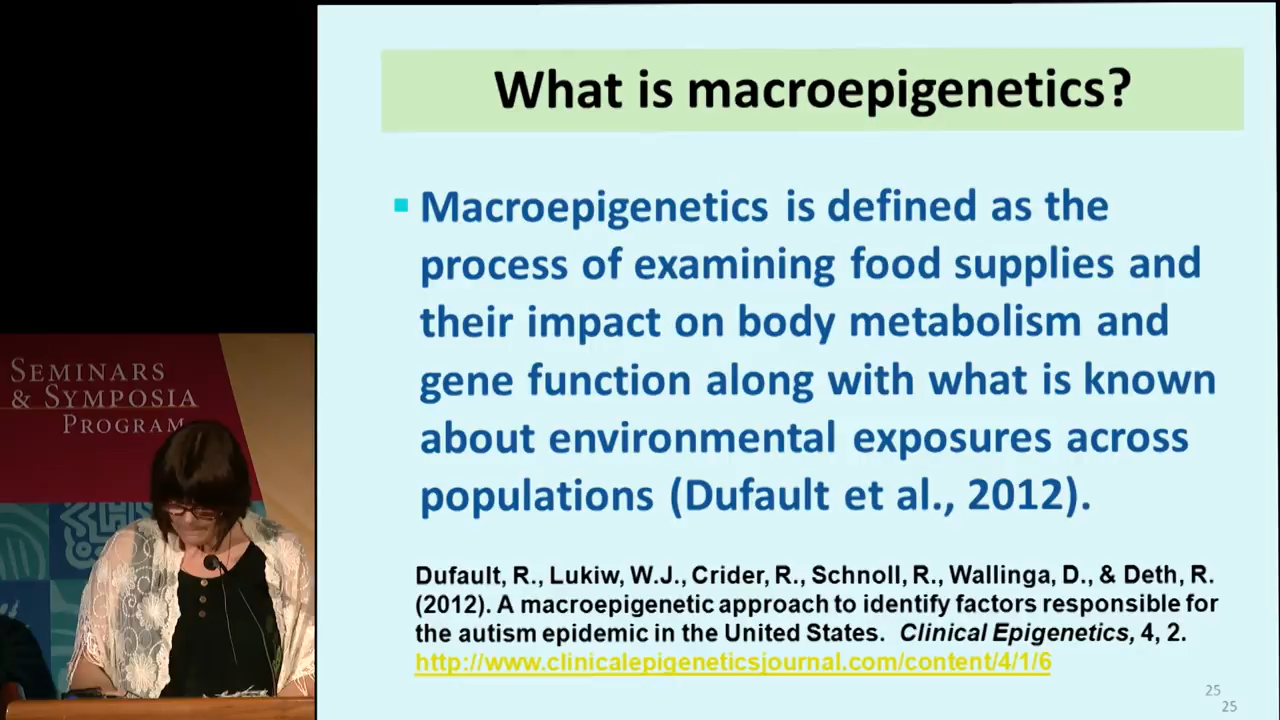 What is macroepigenetics?
Macroepigenetics is defined as the
process of examining food supplies and
their impact on body metabolism and
gene function along with what is known
about environmental exposures across
populations (Dufault et al., 2012).
Dufault, R., Lukiw, W.J., Crider, R., Schnoll, R., Wallinga, D., & Deth, R.
(2012). A macroepigenetic approach to identify factors responsible for
the autism epidemic in the United States. Clinical Epigenetics, 4, 2.
http://www.clinicalepigeneticsjournal.com/content/4/1/6
25
25
SEMINARS
& SYMPOSIA
PROGRAM